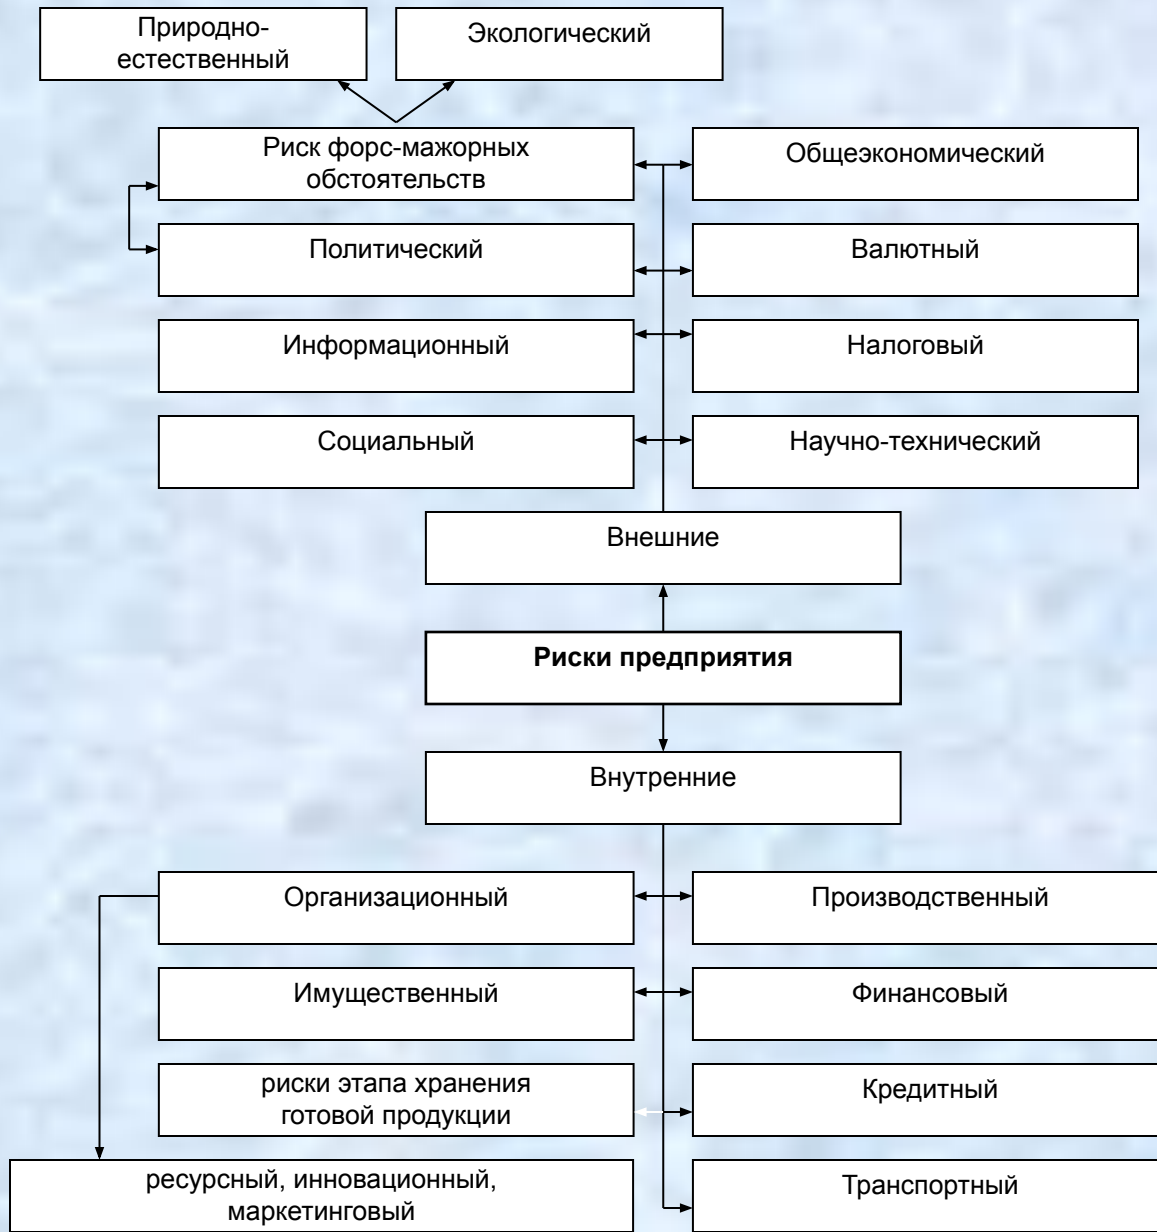 Природно-
естественный
Экологический
Риск форс-мажорных
обстоятельств
Общеэкономический
Политический
Валютный
Информационный
Налоговый
Социальный
Научно-технический
Внешние
Риски предприятия
Внутренние
Организационный
Производственный
Имущественный
Финансовый
риски этапа хранения
готовой продукции
Кредитный
ресурсный, инновационный,
маркетинговый
Транспортный